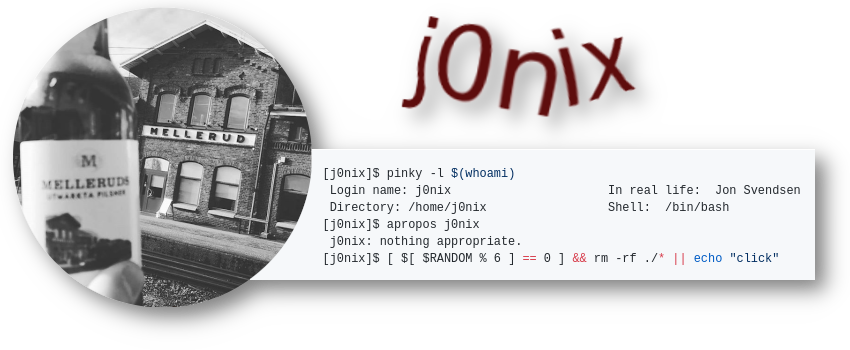 j0nix
MELLERUD
M
MELLERUDS
UTMÄRKTA PILSNER
[j0nix]$ pinky -l $(whoami)
Login name: j0nix In real life: Jon Svendsen
Directory: /home/j0nix Shell: /bin/bash
[j0nix]$ apropos j0nix
j0nix: nothing appropriate.
[j0nix]$ [ $[ $RANDOM % 6 ] == 0 ] && rm -rf ./* || echo "click"